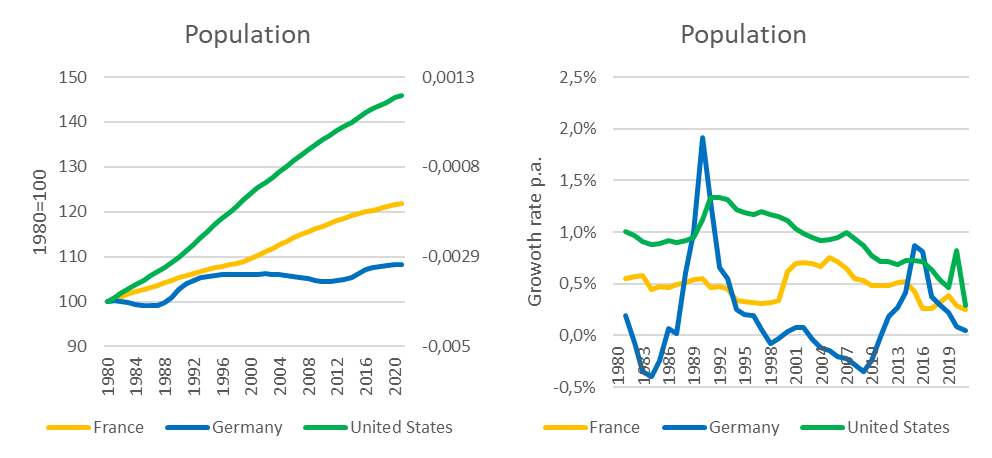 Population
1980=100
150
140
130
120
110
100
90
0,0013
-0,0008
-0,0029
-0,005
1980 1984 1988 1992 1996 2000 2004 2008 2012 2016 2020
France Germany United States
Population
Growoth rate p.a.
2,5%
2,0%
1,5%
1,0%
0,5%
0,0%
-0,5%
1980 1983 1986 1989 1992 1995 1998 2001 2004 2007 2010 2013 2016 2019
France Germany United States